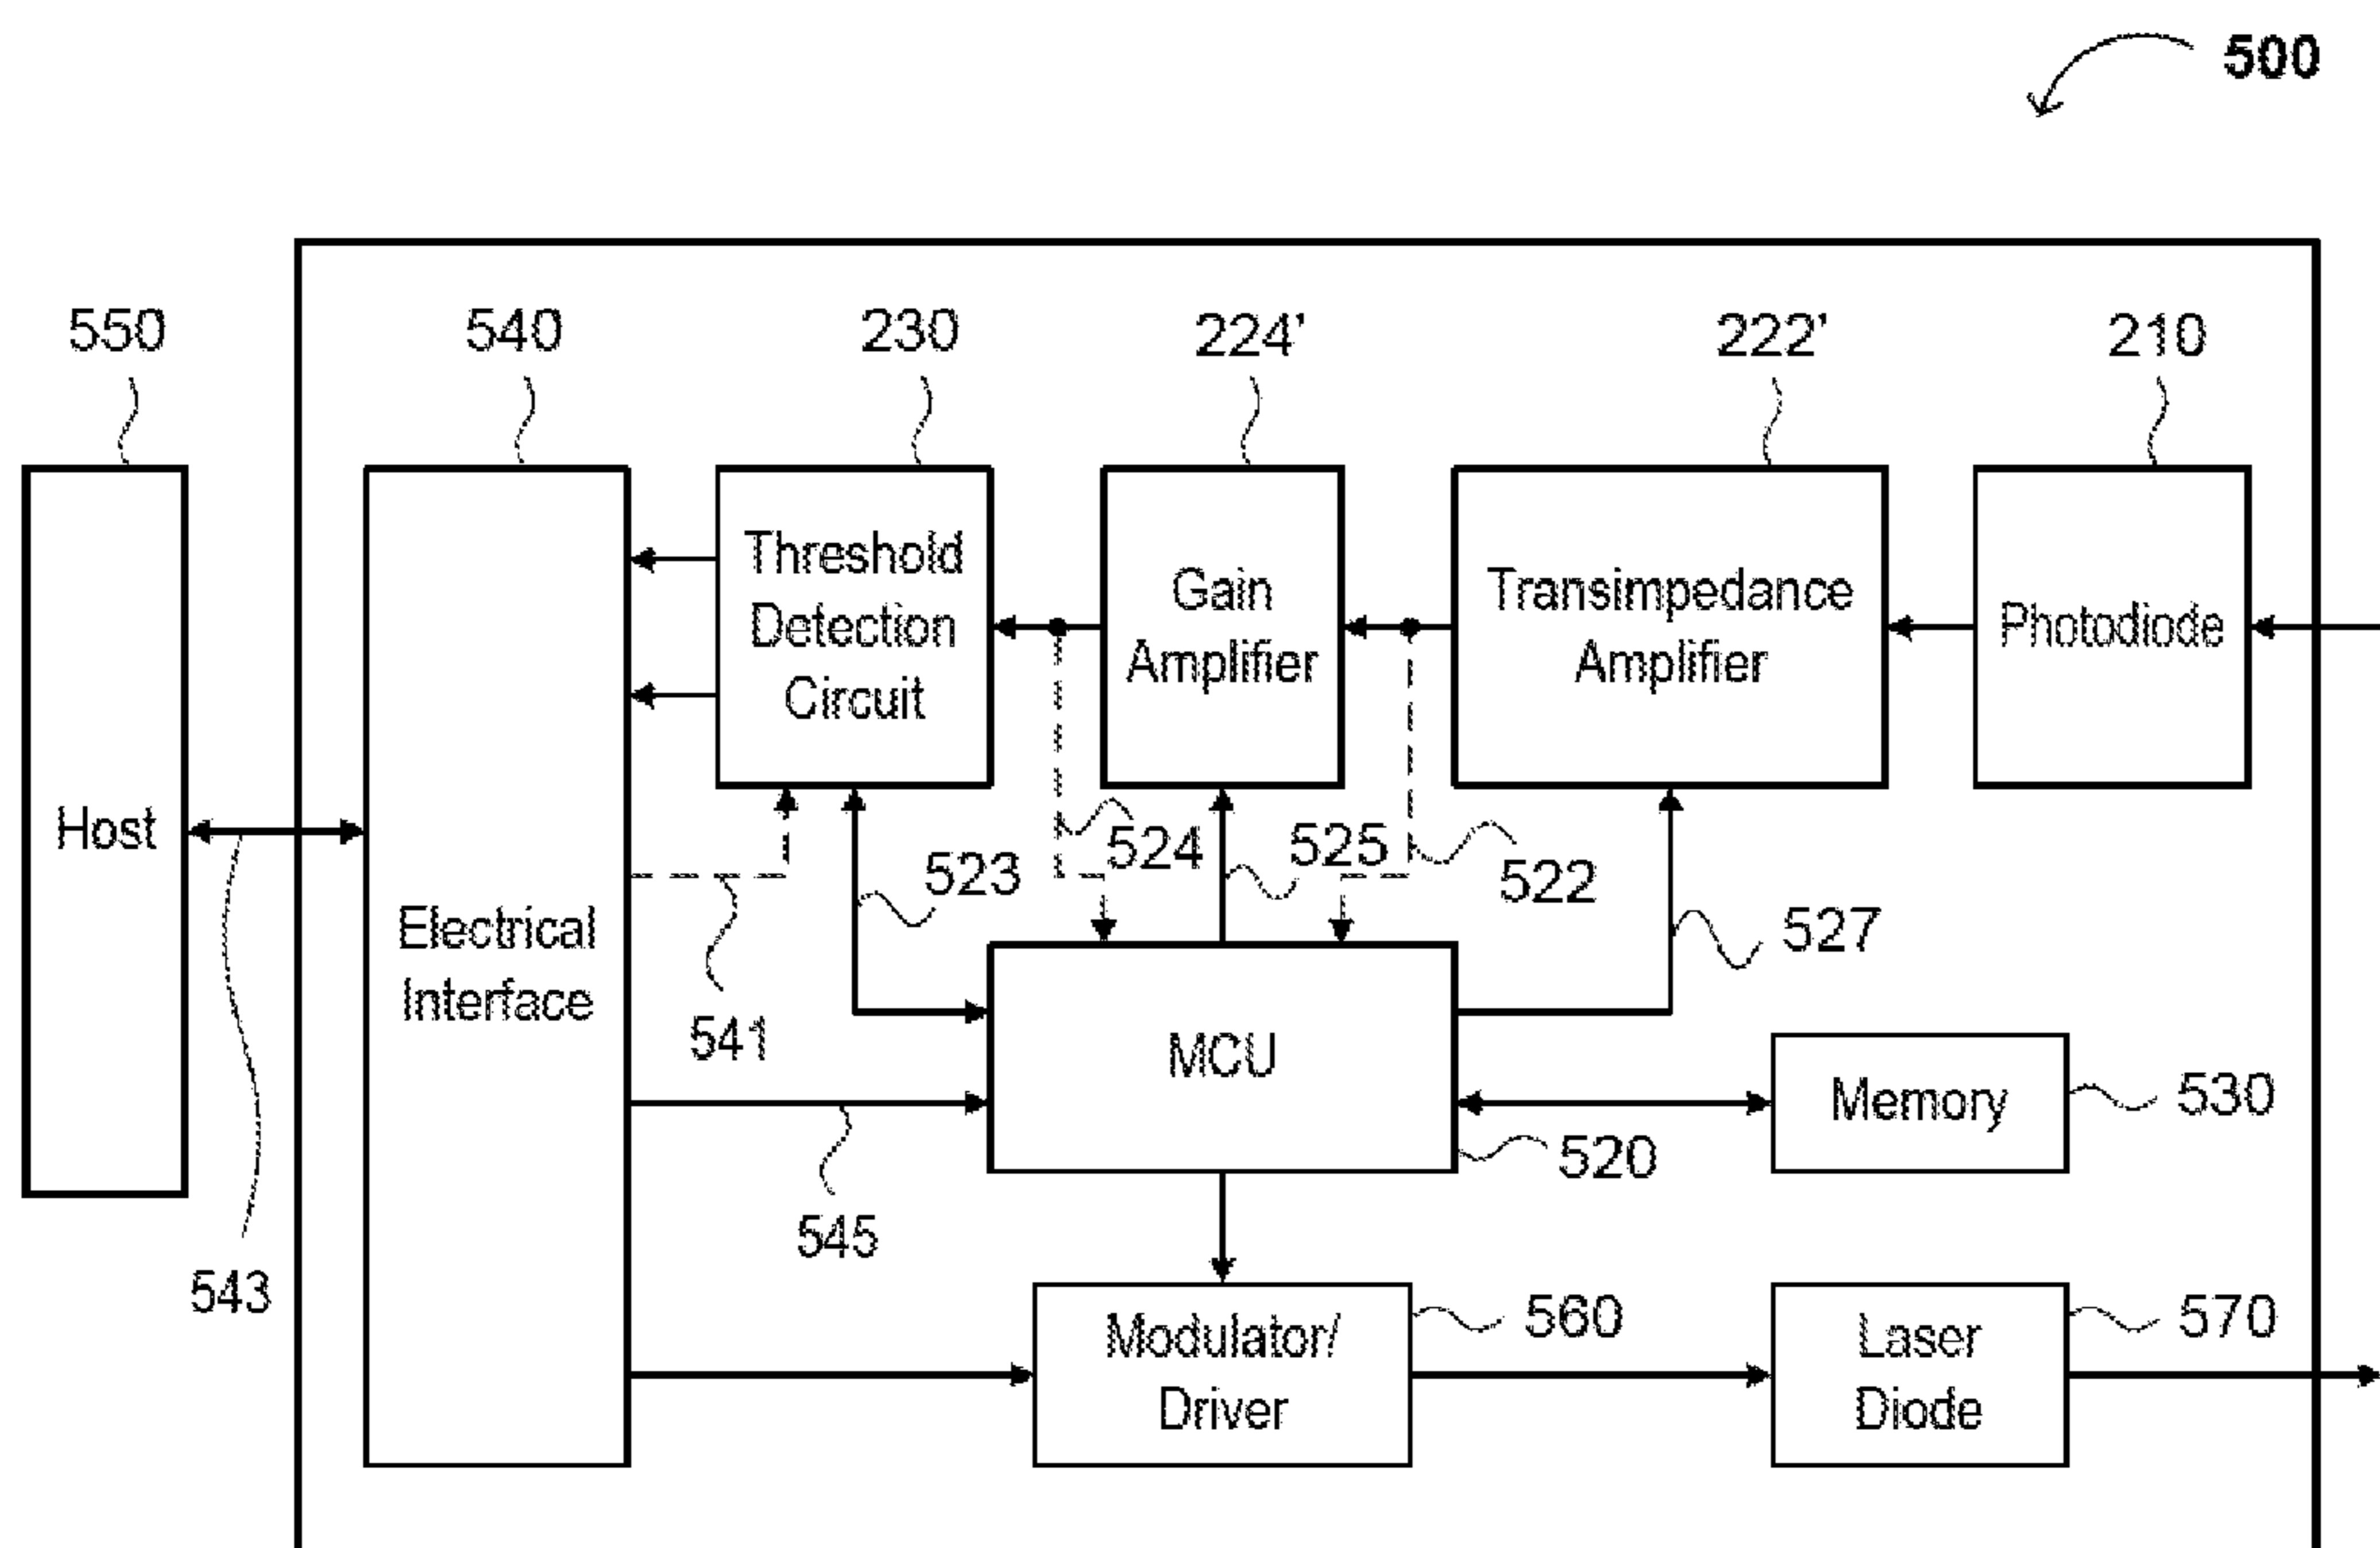 500
550
540
230
224'
222'
210
Threshold
Detection
Circuit
Gain
Amplifier
Transimpedance
Amplifier
Photodiode
Host
Electrical
Interface
523
524
525
522
527
541
MCU
Memory
530
520
545
543
Modulator/
Driver
560
Laser
Diode
570